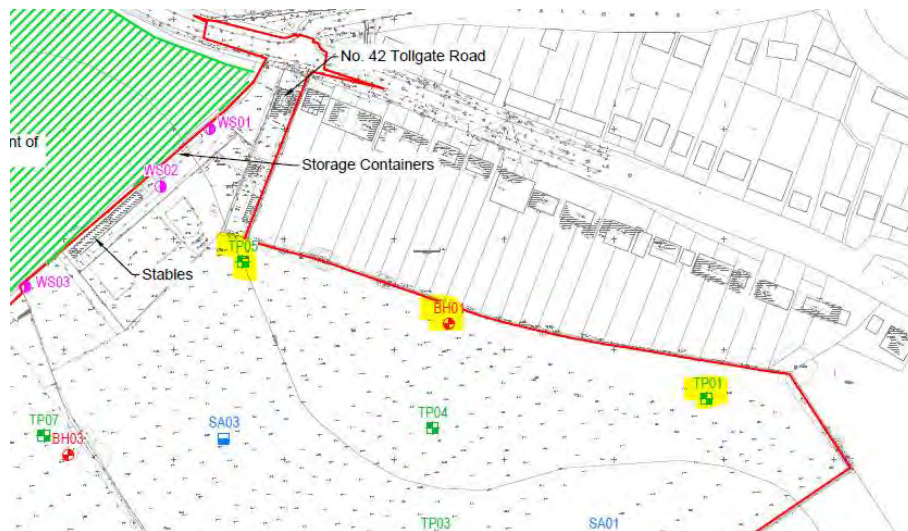 No. 42 Tollgate Road
WS01
nt of
Storage Containers
WS02
TP05
Stables
WS03
BH01
TP01
TP04
SA03
TP07
BH03
TP03
SA01